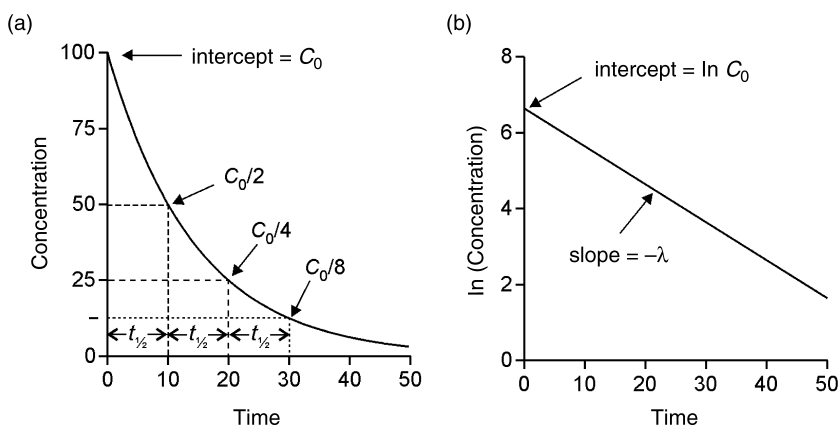 (a)
100
intercept = C₀
75
Concentration
C₀/2
50
C₀/4
25
C₀/8
t½ t½ t½
0
0 10 20 30 40 50
Time
(b)
8
intercept = ln C₀
6
ln (Concentration)
4
slope = –λ
2
0
0 10 20 30 40 50
Time